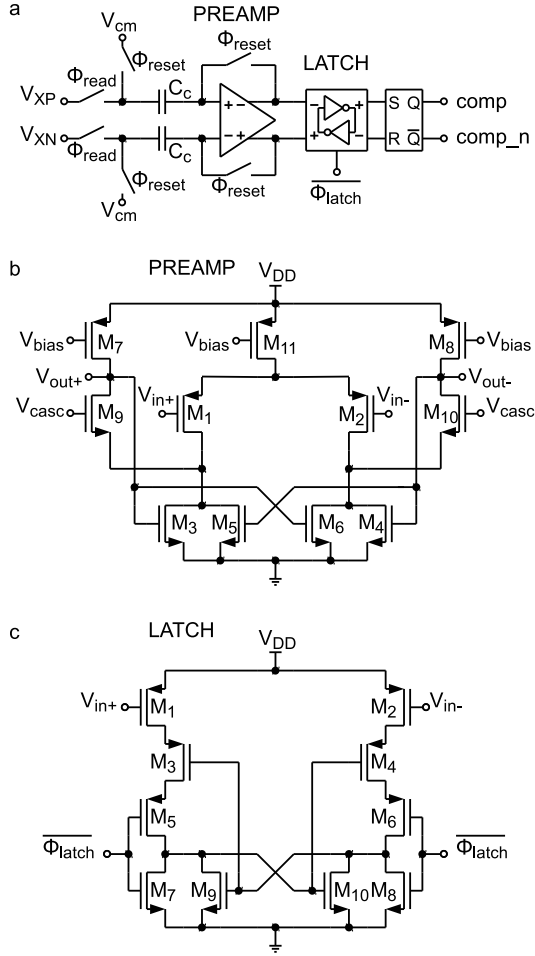 a
PREAMP
V_cm
Φ_reset
Φ_reset
LATCH
Φ_read
C_c
V_XP
+ −
− +
S Q
comp
V_XN
− +
+ −
R Q̅
comp_n
Φ_read
C_c
Φ_reset
Φ_reset
Φ̅_latch
V_cm
b
PREAMP
V_DD
V_bias
M_7
V_bias
M_11
M_8
V_bias
V_out+
V_out-
V_in+
V_in-
V_casc
M_9
M_1
M_2
M_10
V_casc
M_3
M_5
M_6
M_4
c
LATCH
V_DD
V_in+
M_1
M_2
V_in-
M_3
M_4
M_5
M_6
Φ̅_latch
Φ̅_latch
M_7
M_9
M_10
M_8